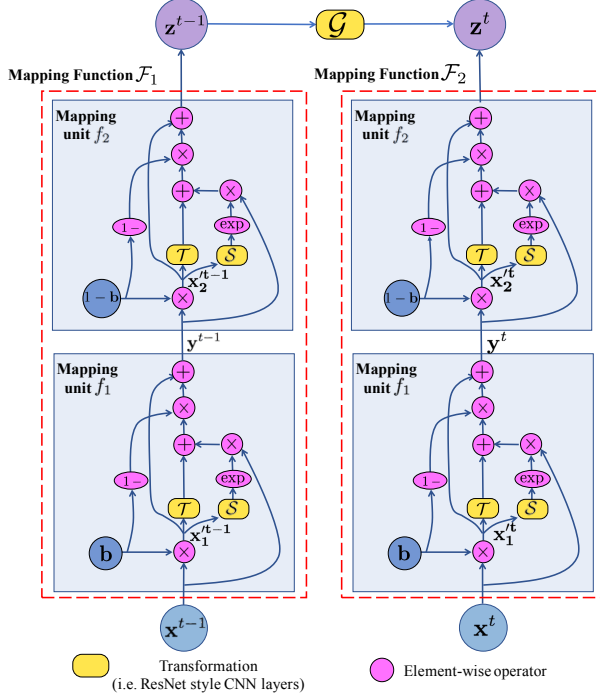 z^{t-1}
G
z^t
Mapping Function F_1
Mapping Function F_2
Mapping
unit f_2
+
×
+
×
1 -
exp
T
S
x'^{t-1}_2
1 - b
×
Mapping
unit f_2
+
×
+
×
1 -
exp
T
S
x'^t_2
1 - b
×
y^{t-1}
y^t
Mapping
unit f_1
+
×
+
×
1 -
exp
T
S
x'^{t-1}_1
b
×
Mapping
unit f_1
+
×
+
×
1 -
exp
T
S
x'^t_1
b
×
x^{t-1}
x^t
Transformation
(i.e. ResNet style CNN layers)
Element-wise operator